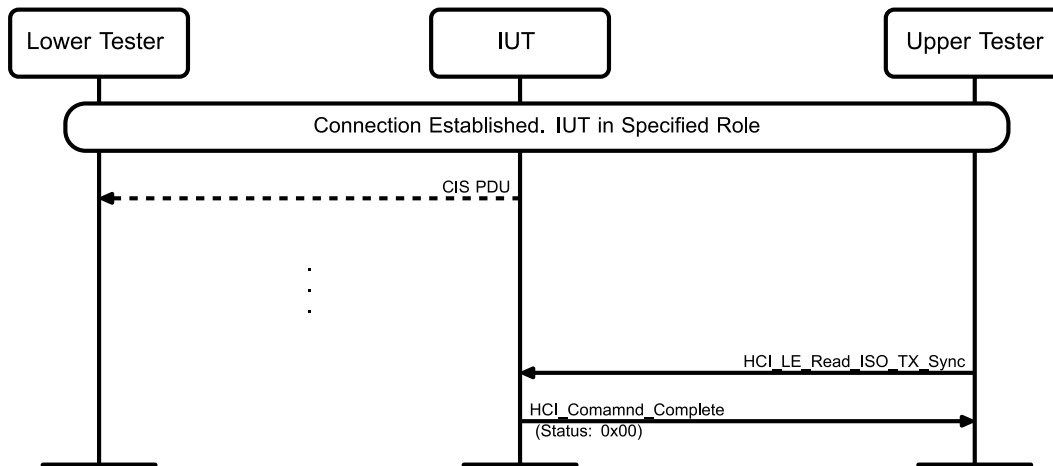 Lower Tester
IUT
Upper Tester
Connection Established. IUT in Specified Role
CIS PDU
HCI_LE_Read_ISO_TX_Sync
HCI_Comamnd_Complete
(Status: 0x00)